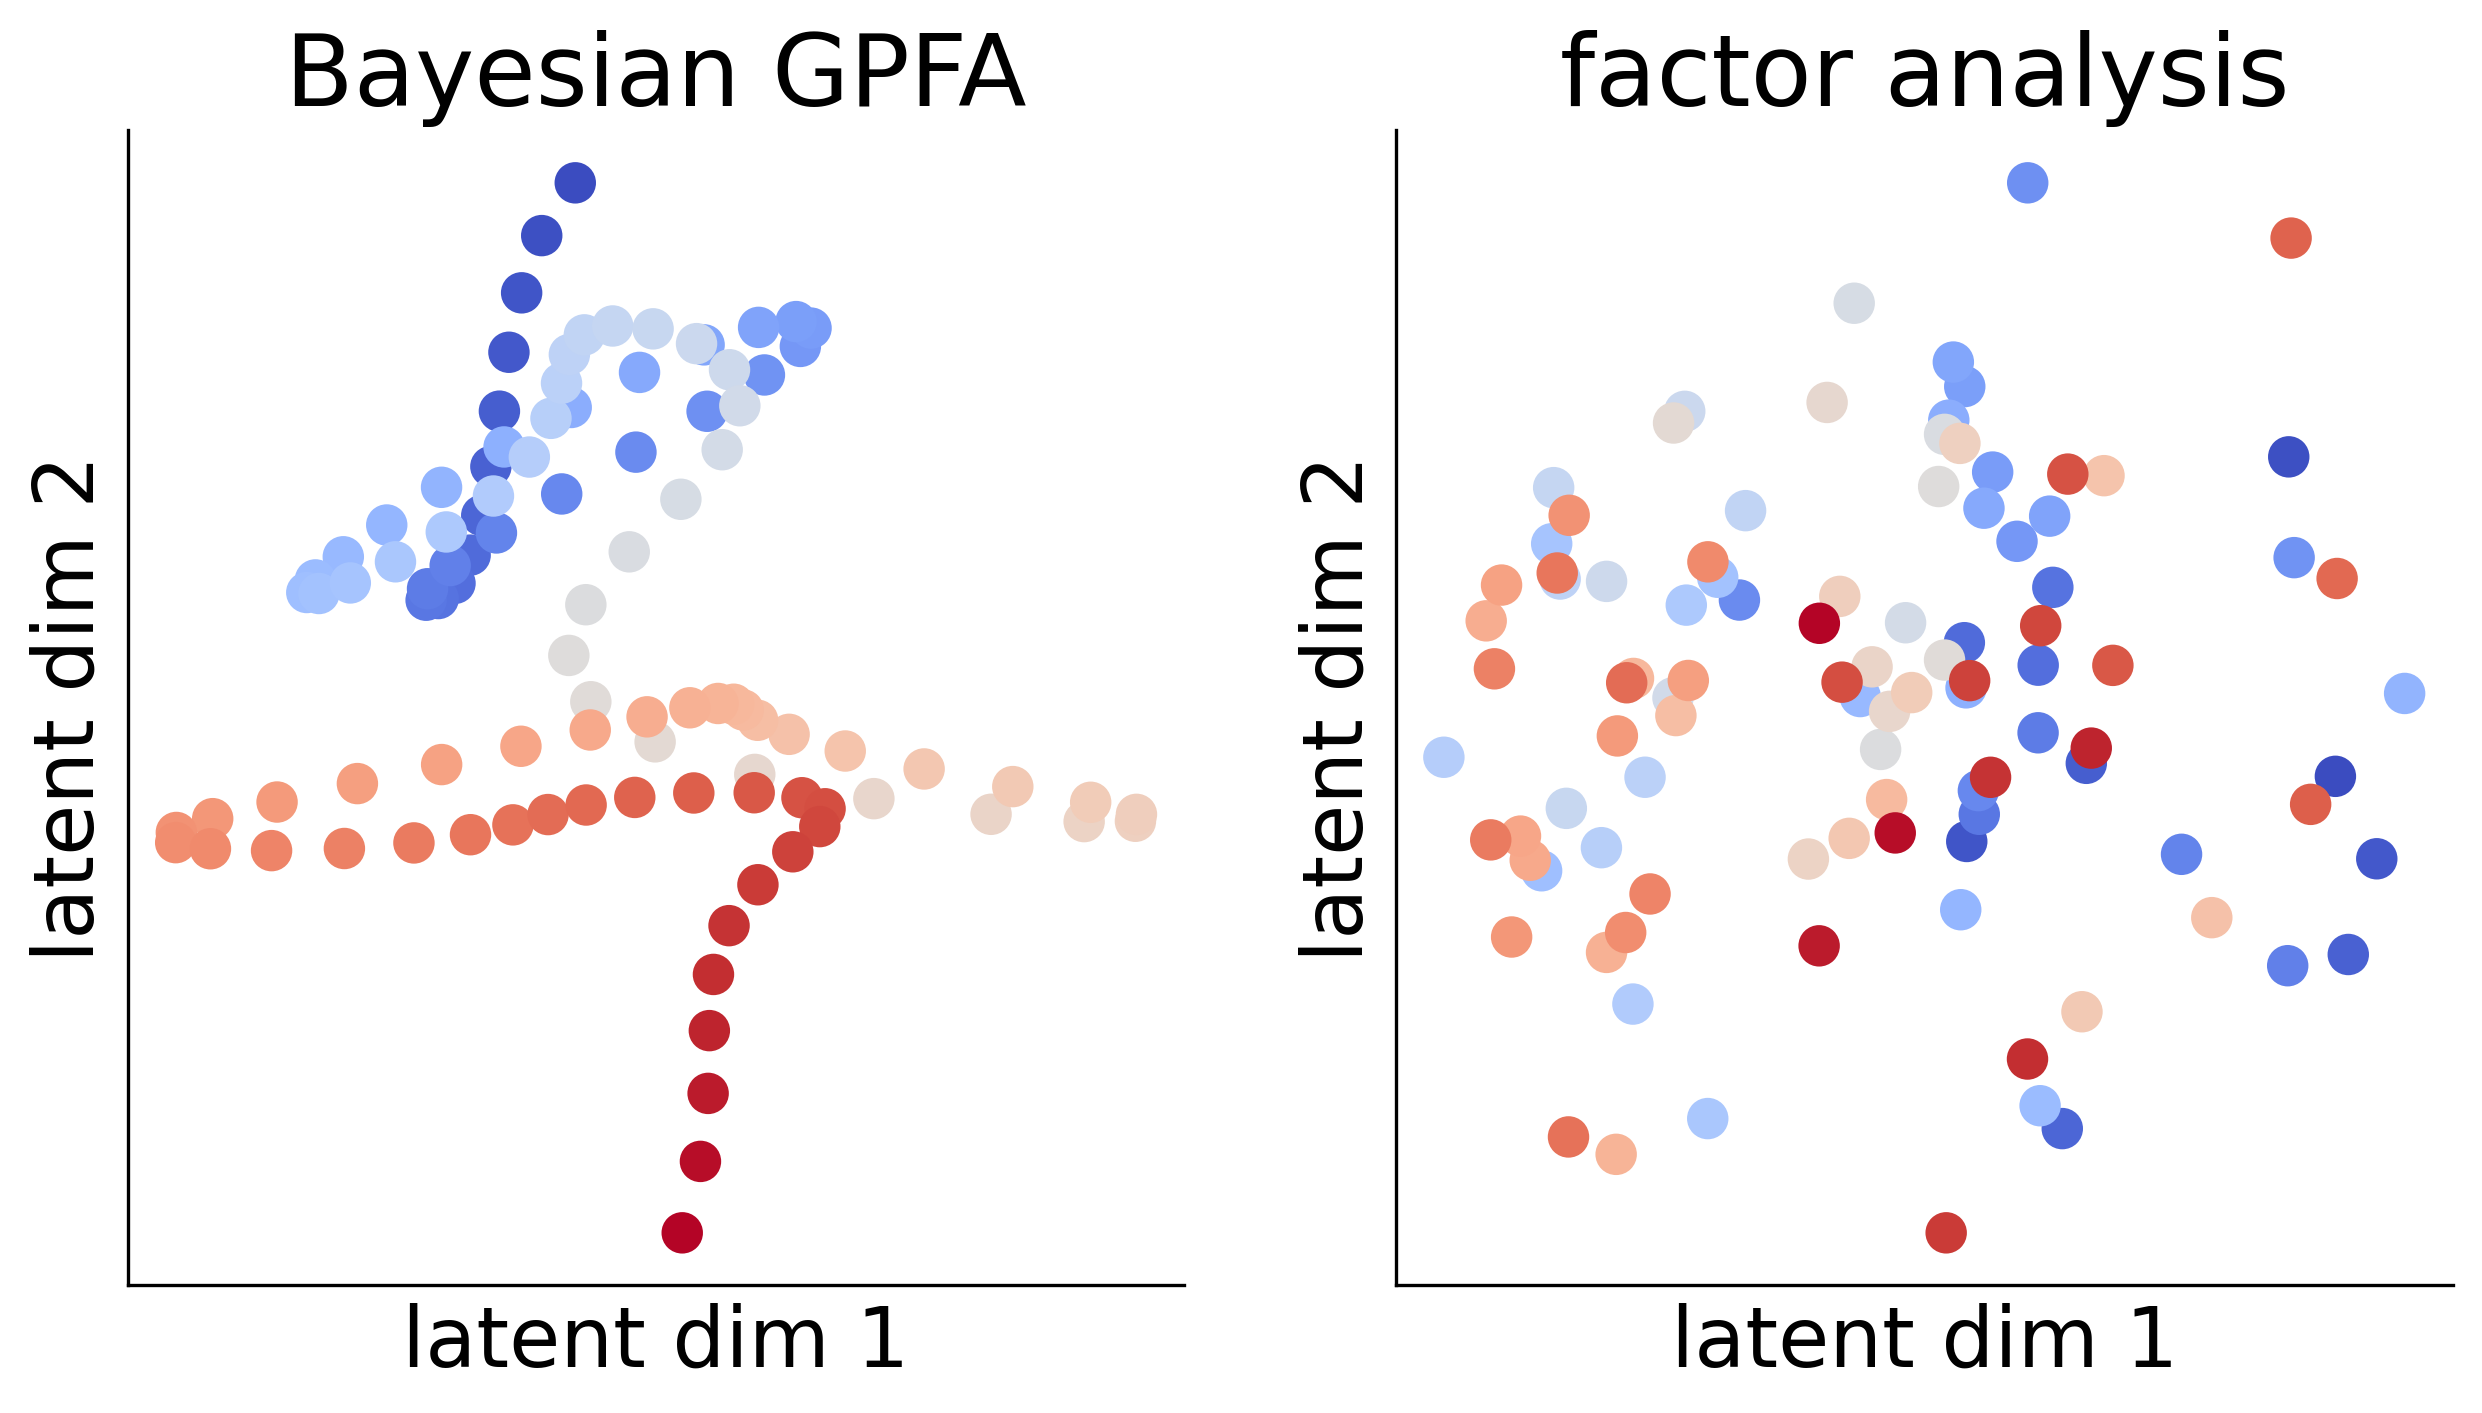 Bayesian GPFA
latent dim 2
latent dim 1
factor analysis
latent dim 2
latent dim 1